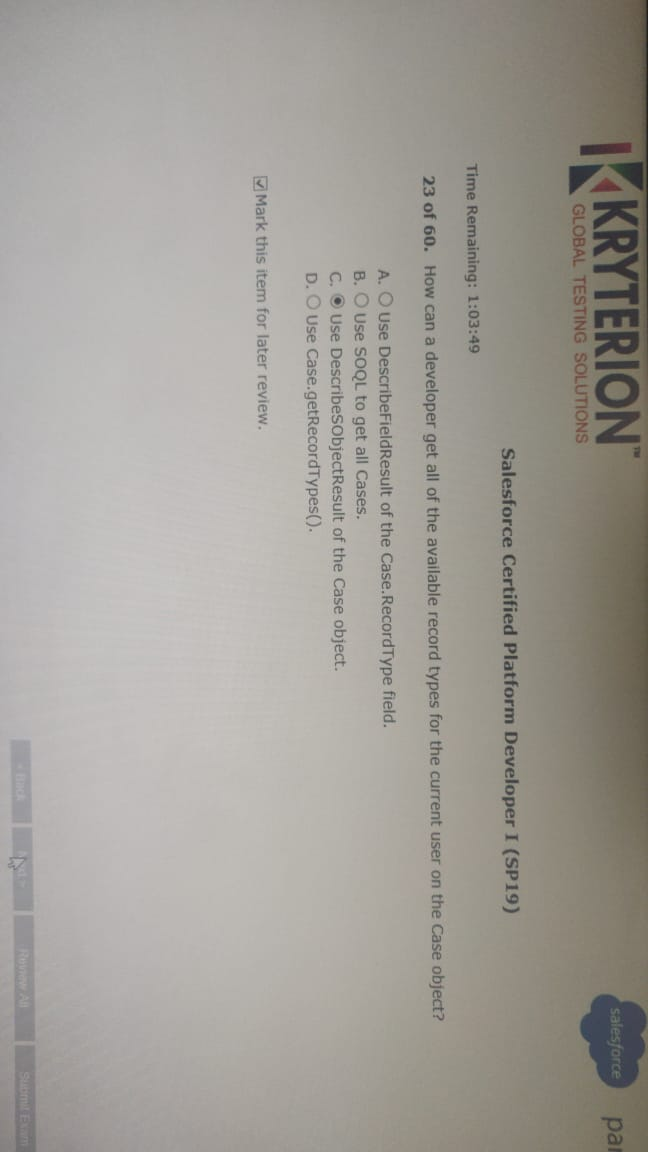 KRYTERION™
GLOBAL TESTING SOLUTIONS
salesforce
Salesforce Certified Platform Developer I (SP19)
Time Remaining: 1:03:49
23 of 60. How can a developer get all of the available record types for the current user on the Case object?
A. Use DescribeFieldResult of the Case.RecordType field.
B. Use SOQL to get all Cases.
C. Use DescribeSObjectResult of the Case object.
D. Use Case.getRecordTypes().
Mark this item for later review.
< Back Review All Submit Exam